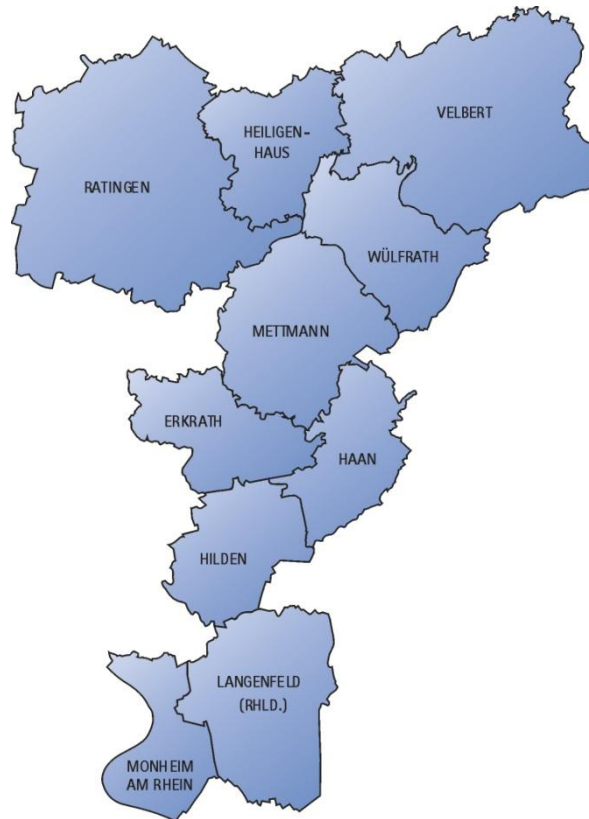 VELBERT
HEILIGEN-
HAUS
RATINGEN
WÜLFRATH
METTMANN
ERKRATH
HAAN
HILDEN
LANGENFELD
(RHLD.)
MONHEIM
AM RHEIN